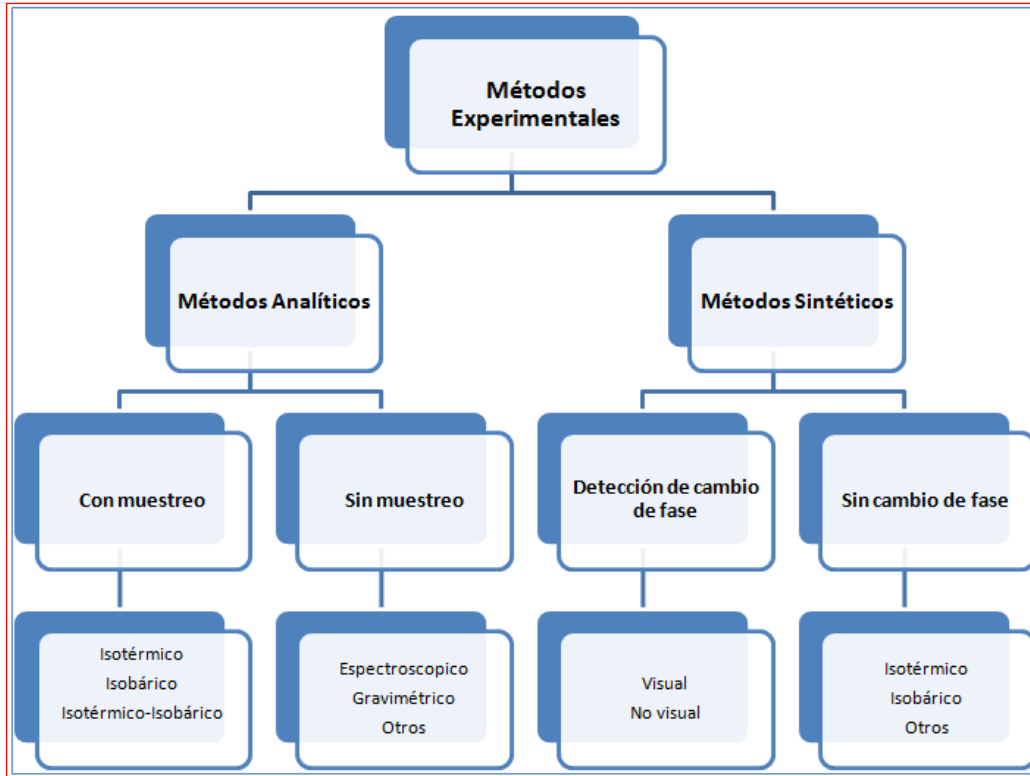 Métodos
Experimentales
Métodos Analíticos
Métodos Sintéticos
Con muestreo
Sin muestreo
Detección de cambio
de fase
Sin cambio de fase
Isotérmico
Isobárico
Isotérmico-Isobárico
Espectroscopico
Gravimétrico
Otros
Visual
No visual
Isotérmico
Isobárico
Otros